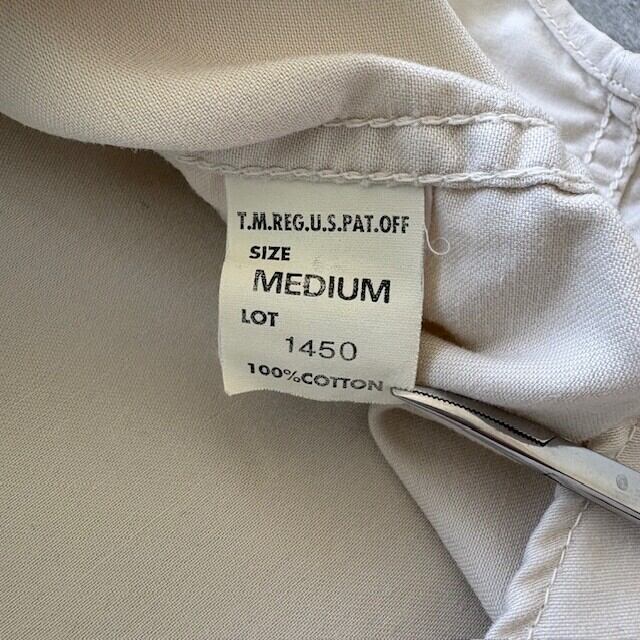 T.M.REG.U.S.PAT.OFF
SIZE
MEDIUM
LOT
1450
100%COTTON